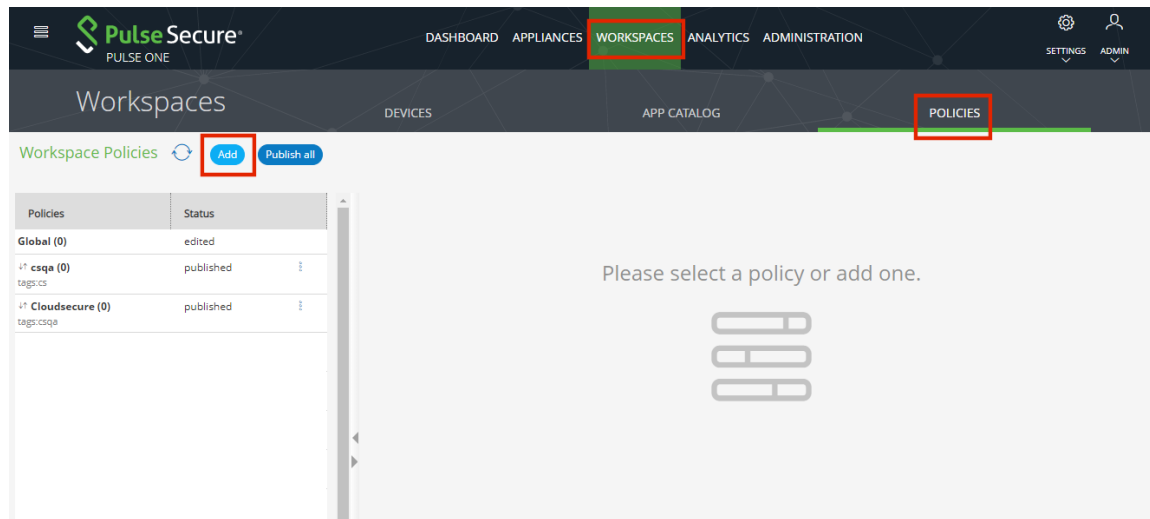 Pulse Secure®
PULSE ONE
DASHBOARD APPLIANCES WORKSPACES ANALYTICS ADMINISTRATION
SETTINGS ADMIN
Workspaces
DEVICES APP CATALOG POLICIES
Workspace Policies Add Publish all
Policies Status
Global (0) edited
csqa (0) published
tags:cs
Cloudsecure (0) published
tags:csqa
Please select a policy or add one.